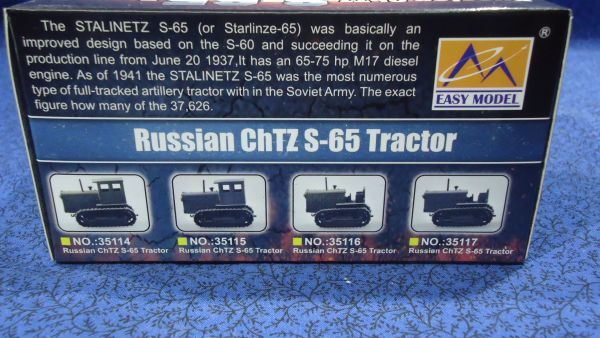 The STALINETZ S-65 (or Starlinze-65) was basically an
improved design based on the S-60 and succeeding it on the
production line from June 20 1937,It has an 65-75 hp M17 diesel
engine. As of 1941 the STALINETZ S-65 was the most numerous
type of full-tracked artillery tractor with in the Soviet Army. The exact
figure how many of the 37,626.
®
EASY MODEL
Russian ChTZ S-65 Tractor
NO.:35114
Russian ChTZ S-65 Tractor
NO.:35115
Russian ChTZ S-65 Tractor
NO.:35116
Russian ChTZ S-65 Tractor
NO.:35117
Russian ChTZ S-65 Tractor